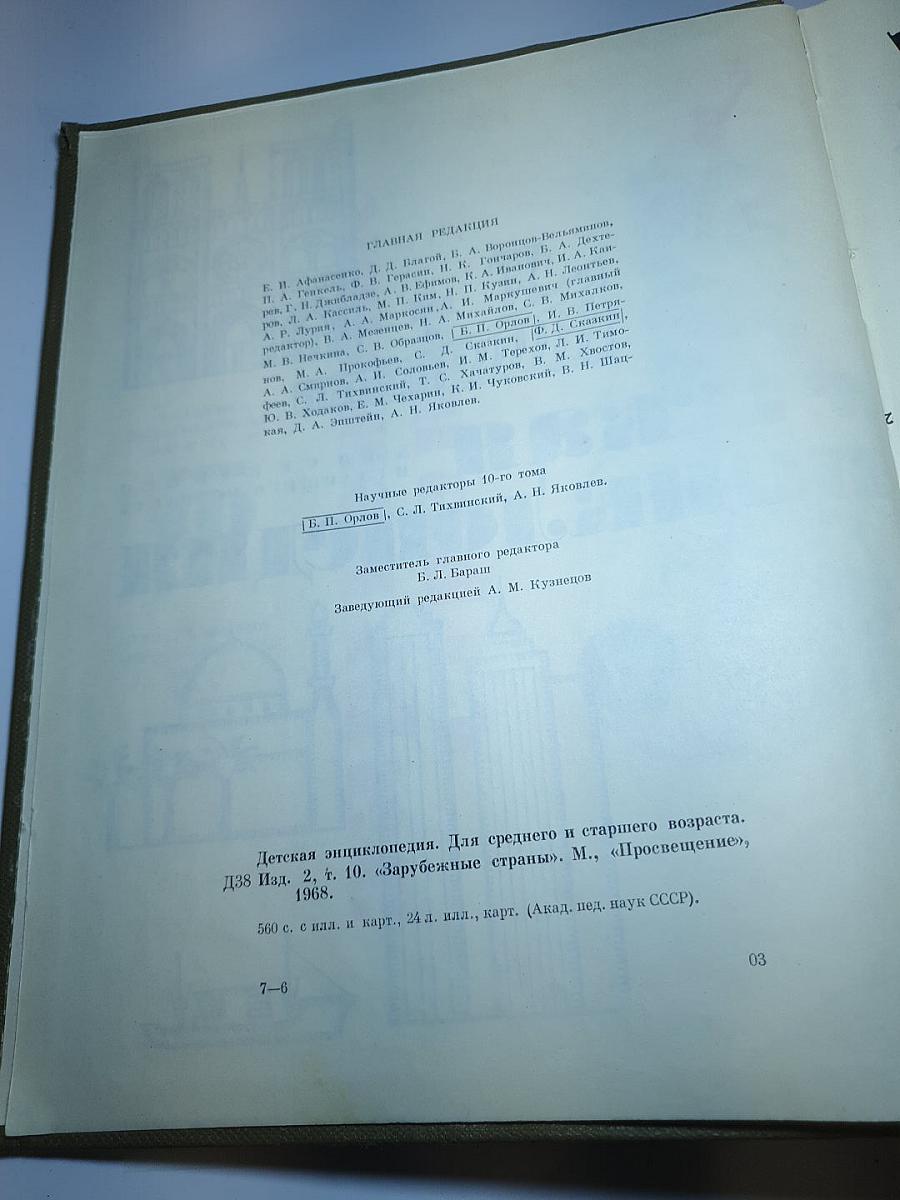 ГЛАВНАЯ РЕДАКЦИЯ
Е. И. Афанасенко, Д. Д. Благой, Б. А. Воронцов-Вельяминов,
П. А. Генкель, Ф. В. Герасин, Н. К. Гончаров, Б. А. Дехте-
рев, Г. Н. Джибладзе, А. В. Ефимов, К. А. Иванович, И. А. Каи-
ров, Л. А. Кассиль, М. П. Ким, Н. П. Кузин, А. Н. Леонтьев,
А. Р. Лурия, А. А. Маркосян, А. И. Маркушевич (главный
редактор), В. А. Мезенцев, Н. А. Михайлов, С. В. Михалков,
М. В. Нечкина, С. В. Образцов, Б. П. Орлов, И. В. Петря-
нов, М. А. Прокофьев, С. Д. Сказкин, Ф. Д. Сказкин,
А. А. Смирнов, А. И. Соловьев, И. М. Терехов, Л. И. Тимо-
феев, С. Л. Тихвинский, Т. С. Хачатуров, В. М. Хвостов,
Ю. В. Ходаков, Е. М. Чехарин, К. И. Чуковский, В. Н. Шац-
кая, Д. А. Эпштейн, А. Н. Яковлев.
Научные редакторы 10-го тома
Б. П. Орлов, С. Л. Тихвинский, А. Н. Яковлев.
Заместитель главного редактора
Б. Л. Бараш
Заведующий редакцией А. М. Кузнецов
Детская энциклопедия. Для среднего и старшего возраста.
Д38 Изд. 2, т. 10. «Зарубежные страны». М., «Просвещение»,
1968.
560 с. с илл. и карт., 24 л. илл., карт. (Акад. пед. наук СССР).
7—6 03